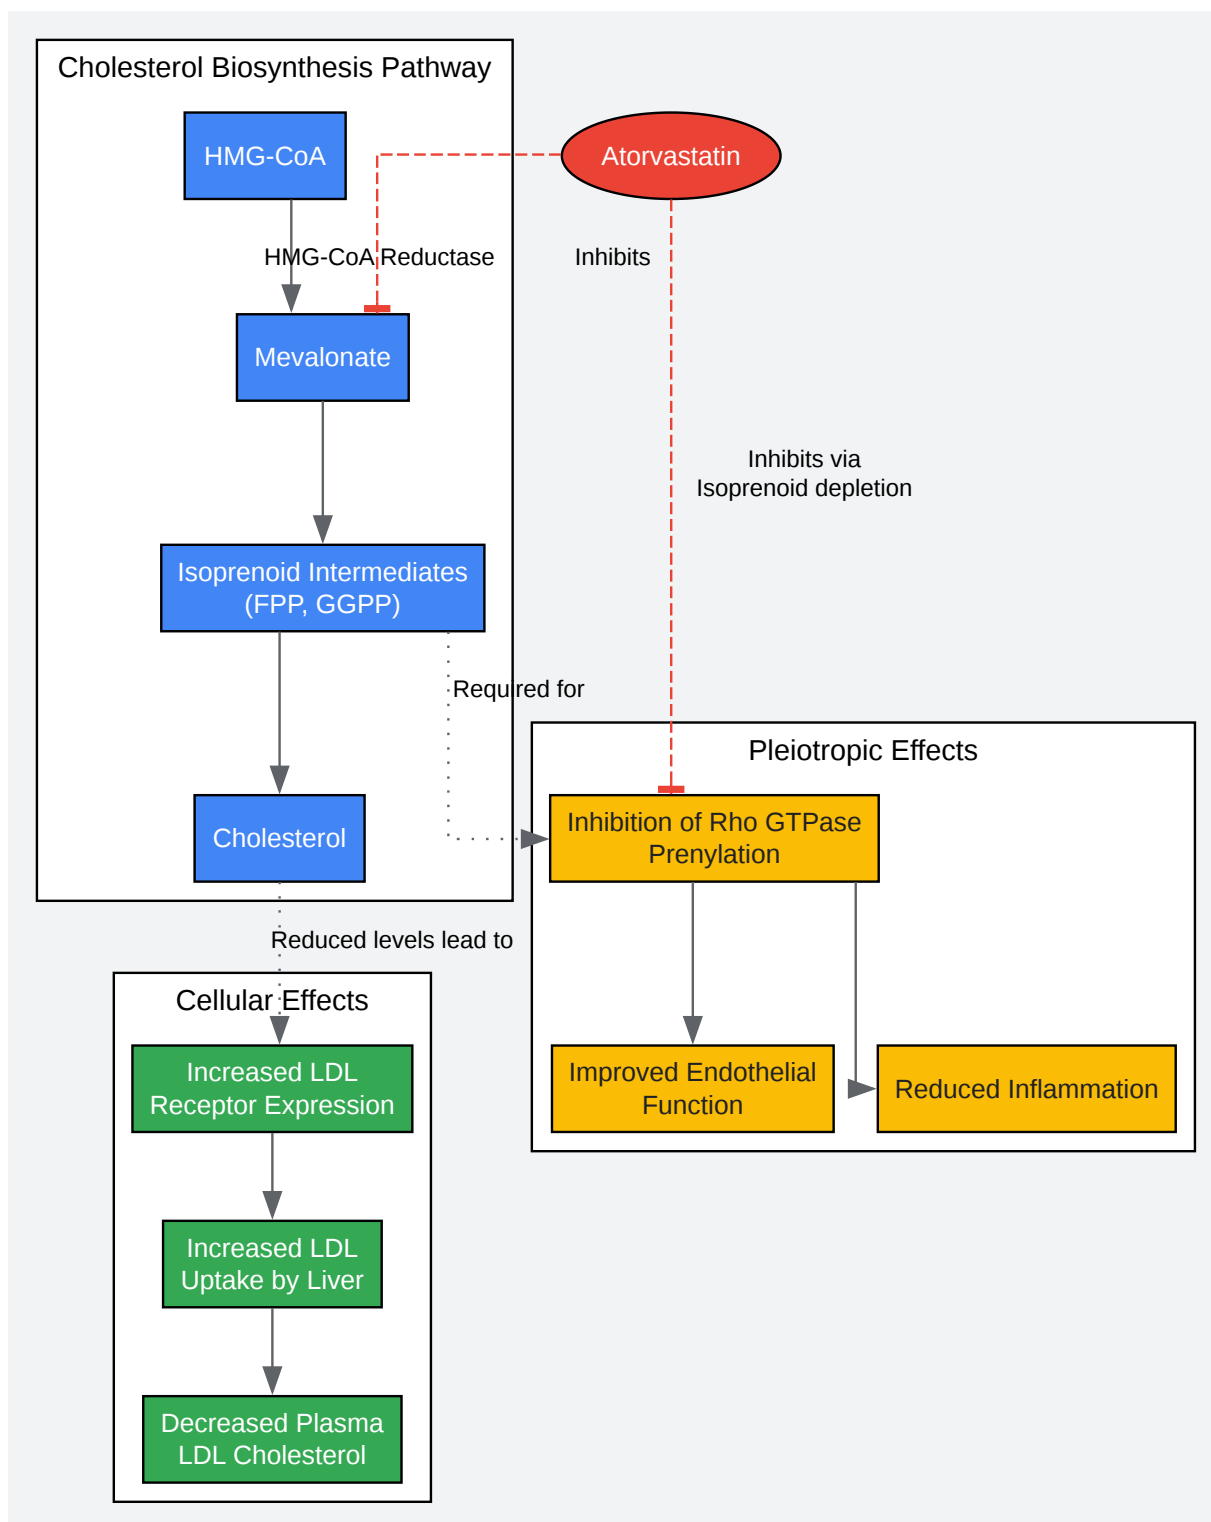 Cholesterol Biosynthesis Pathway
HMG-CoA
Atorvastatin
HMG-CoA Reductase
Inhibits
Mevalonate
Inhibits via
Isoprenoid depletion
Isoprenoid Intermediates
(FPP, GGPP)
Required for
Pleiotropic Effects
Cholesterol
Inhibition of Rho GTPase
Prenylation
Reduced levels lead to
Cellular Effects
Increased LDL
Receptor Expression
Improved Endothelial
Function
Reduced Inflammation
Increased LDL
Uptake by Liver
Decreased Plasma
LDL Cholesterol